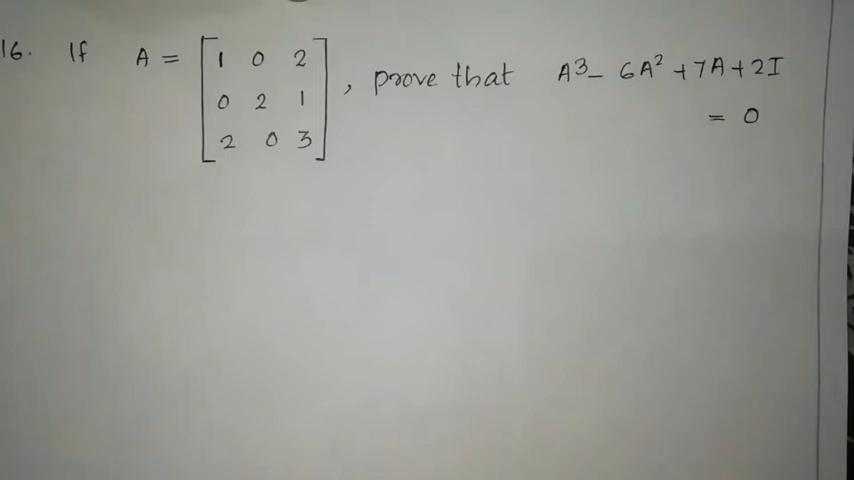 16. If A = [1 0 2
0 2 1
2 0 3], prove that A³ - 6A² + 7A + 2I
= 0